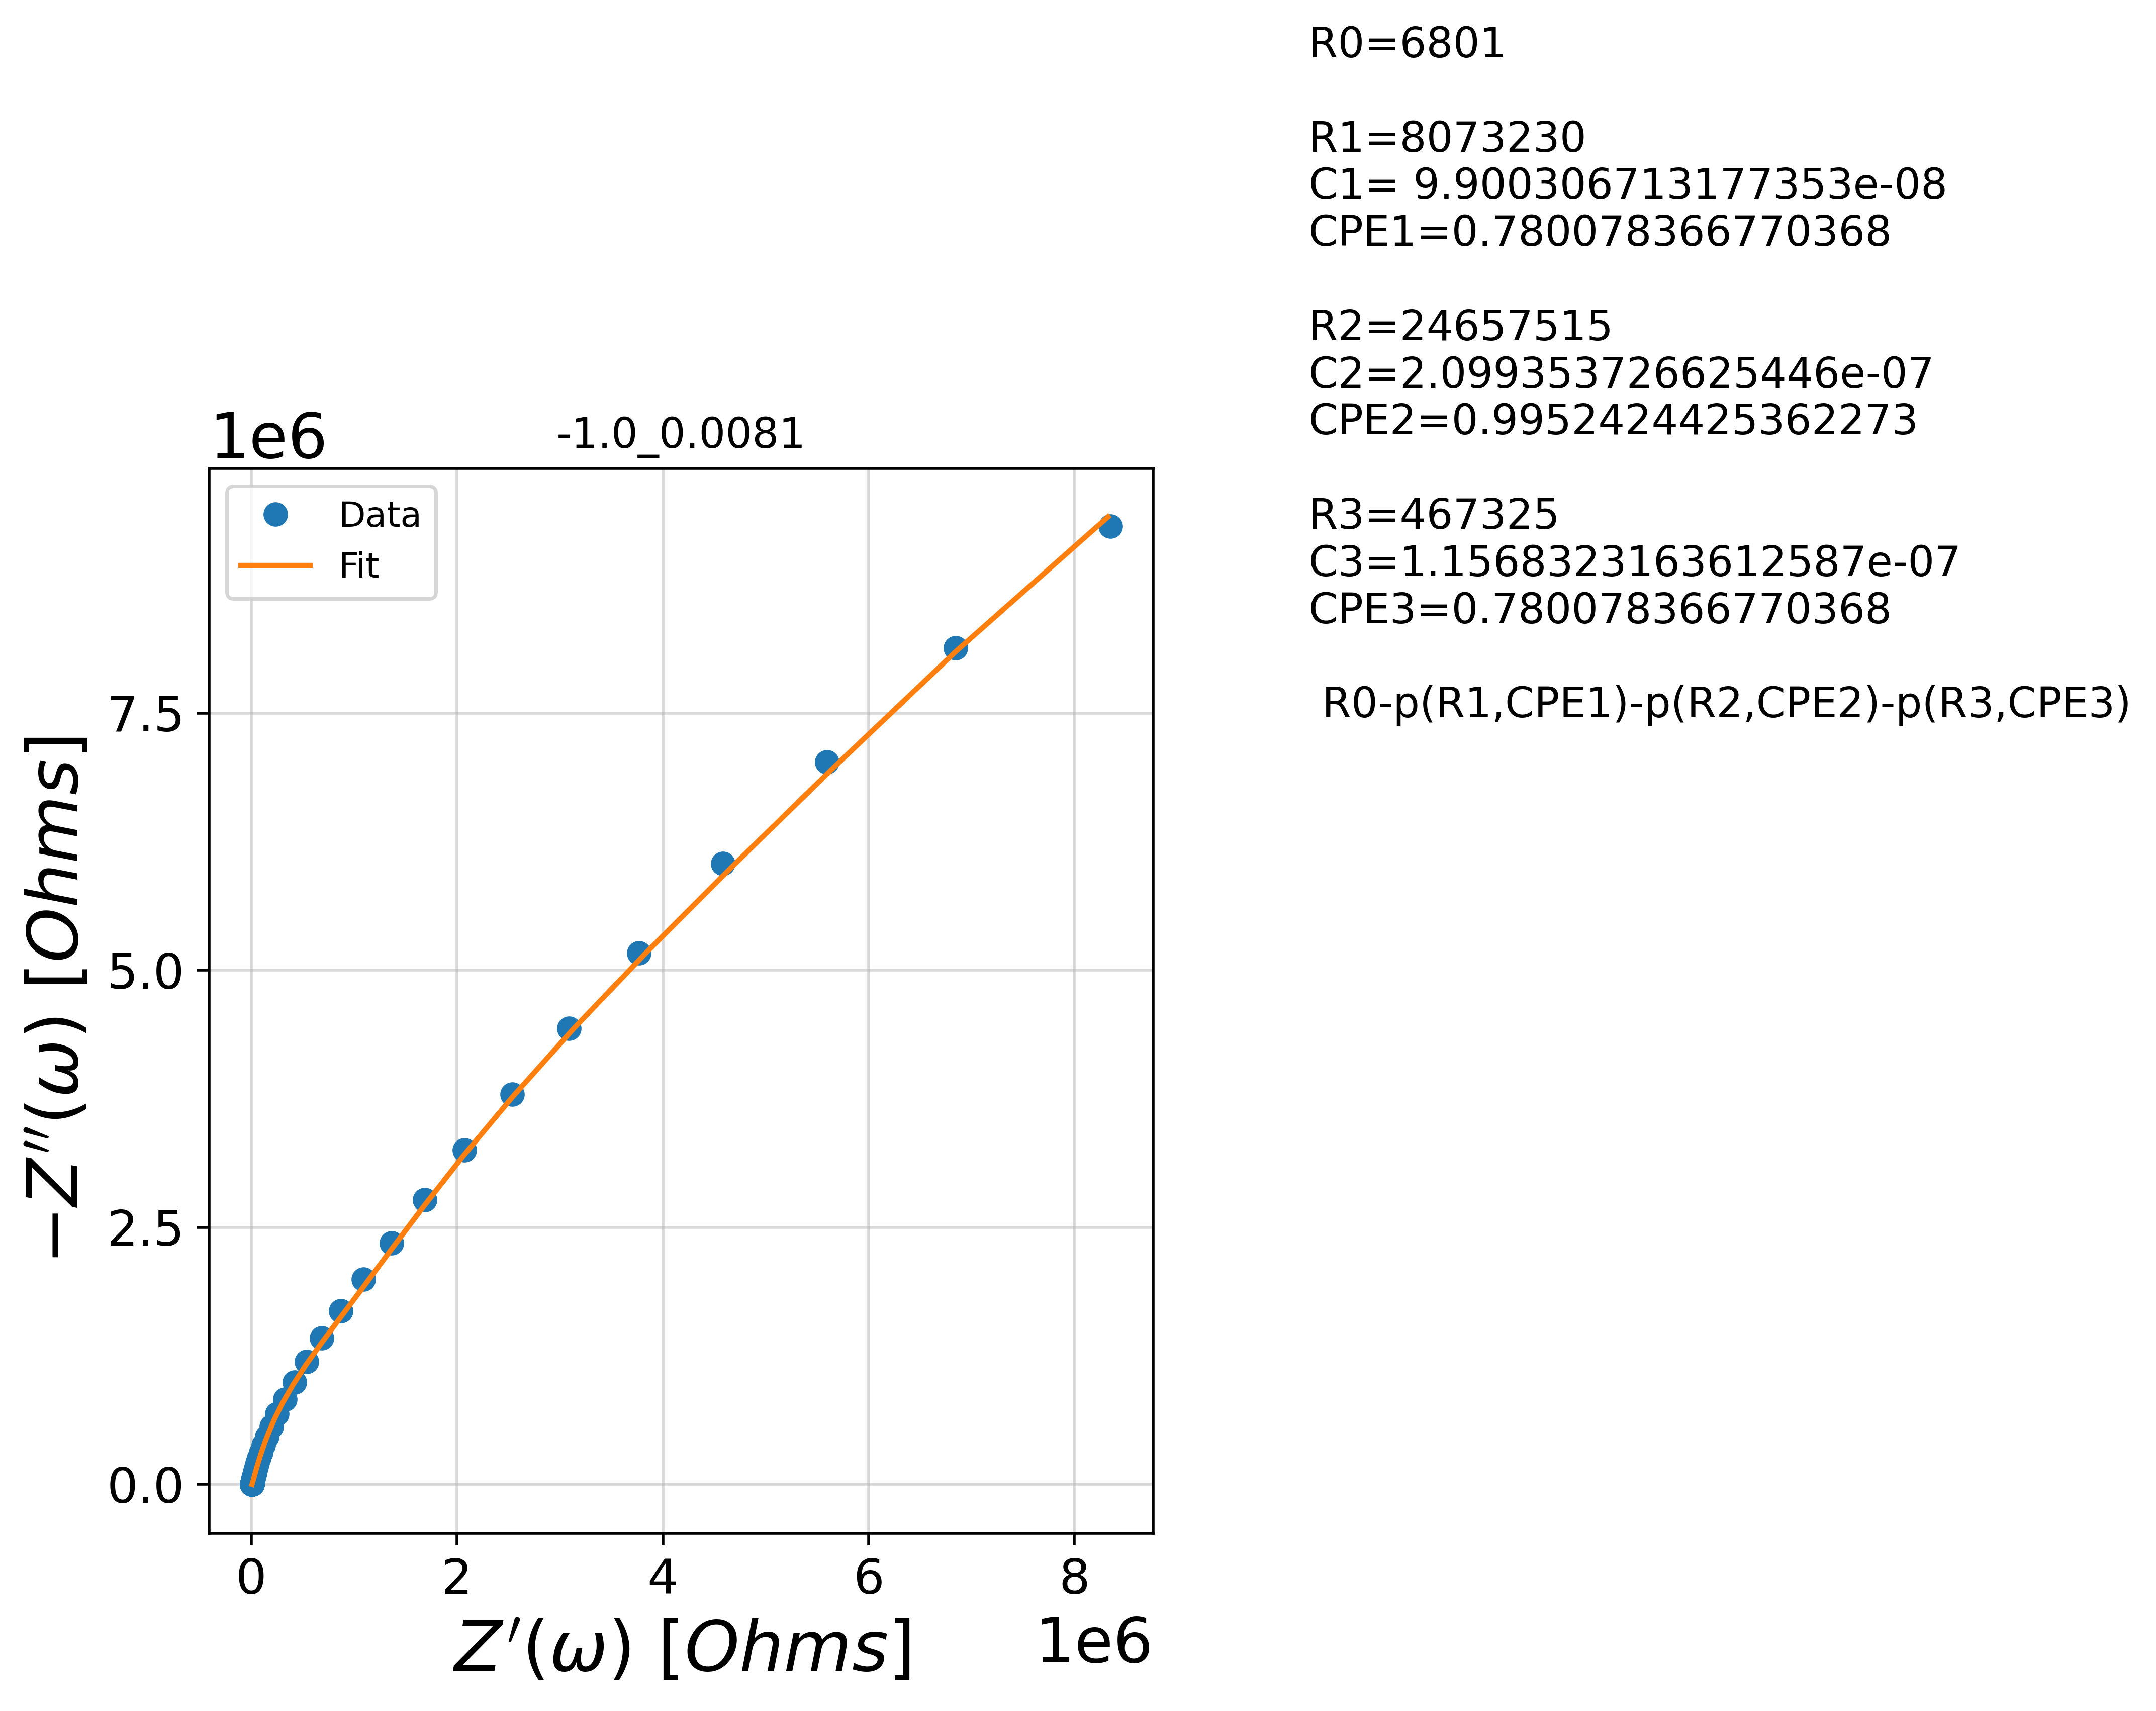 R0=6801
R1=8073230
C1= 9.900306713177353e-08
CPE1=0.780078366770368
R2=24657515
C2=2.099353726625446e-07
CPE2=0.9952424425362273
R3=467325
C3=1.1568323163612587e-07
CPE3=0.780078366770368
R0-p(R1,CPE1)-p(R2,CPE2)-p(R3,CPE3)
1e6
-1.0_0.0081
Data
Fit
7.5
5.0
2.5
0.0
−Z′′(ω) [Ohms]
0 2 4 6 8
Z′(ω) [Ohms]
1e6